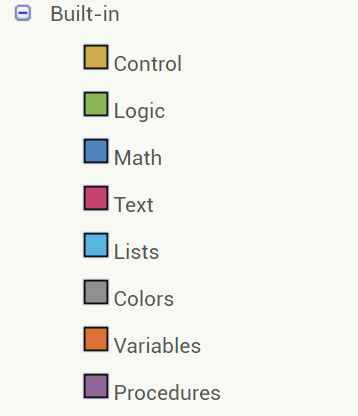 Built-in
Control
Logic
Math
Text
Lists
Colors
Variables
Procedures